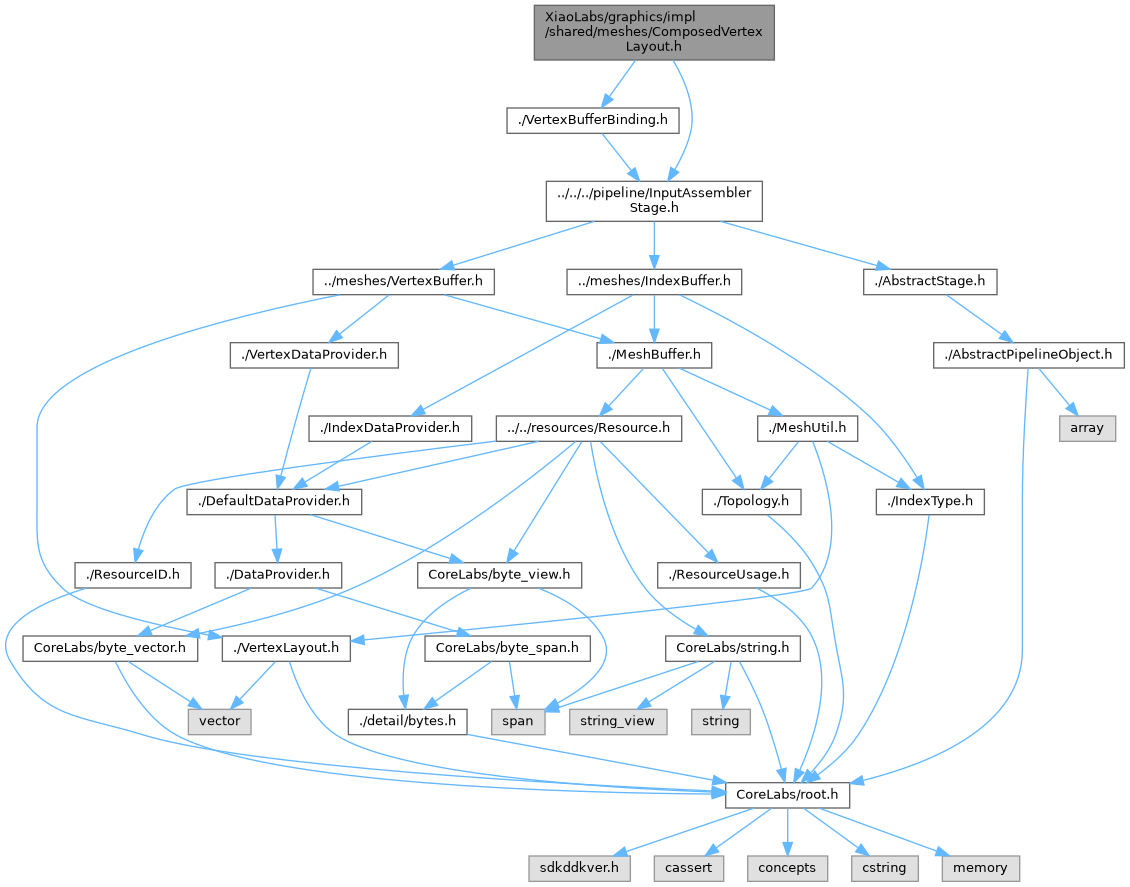 XiaoLabs/graphics/impl
/shared/meshes/ComposedVertex
Layout.h
./VertexBufferBinding.h
../../../pipeline/InputAssembler
Stage.h
../meshes/VertexBuffer.h
../meshes/IndexBuffer.h
./AbstractStage.h
./VertexDataProvider.h
./MeshBuffer.h
./AbstractPipelineObject.h
./IndexDataProvider.h
../../resources/Resource.h
./MeshUtil.h
array
./DefaultDataProvider.h
./Topology.h
./IndexType.h
./ResourceID.h
./DataProvider.h
CoreLabs/byte_view.h
./ResourceUsage.h
CoreLabs/byte_vector.h
./VertexLayout.h
CoreLabs/byte_span.h
CoreLabs/string.h
vector
./detail/bytes.h
span
string_view
string
CoreLabs/root.h
sdkddkver.h
cassert
concepts
cstring
memory